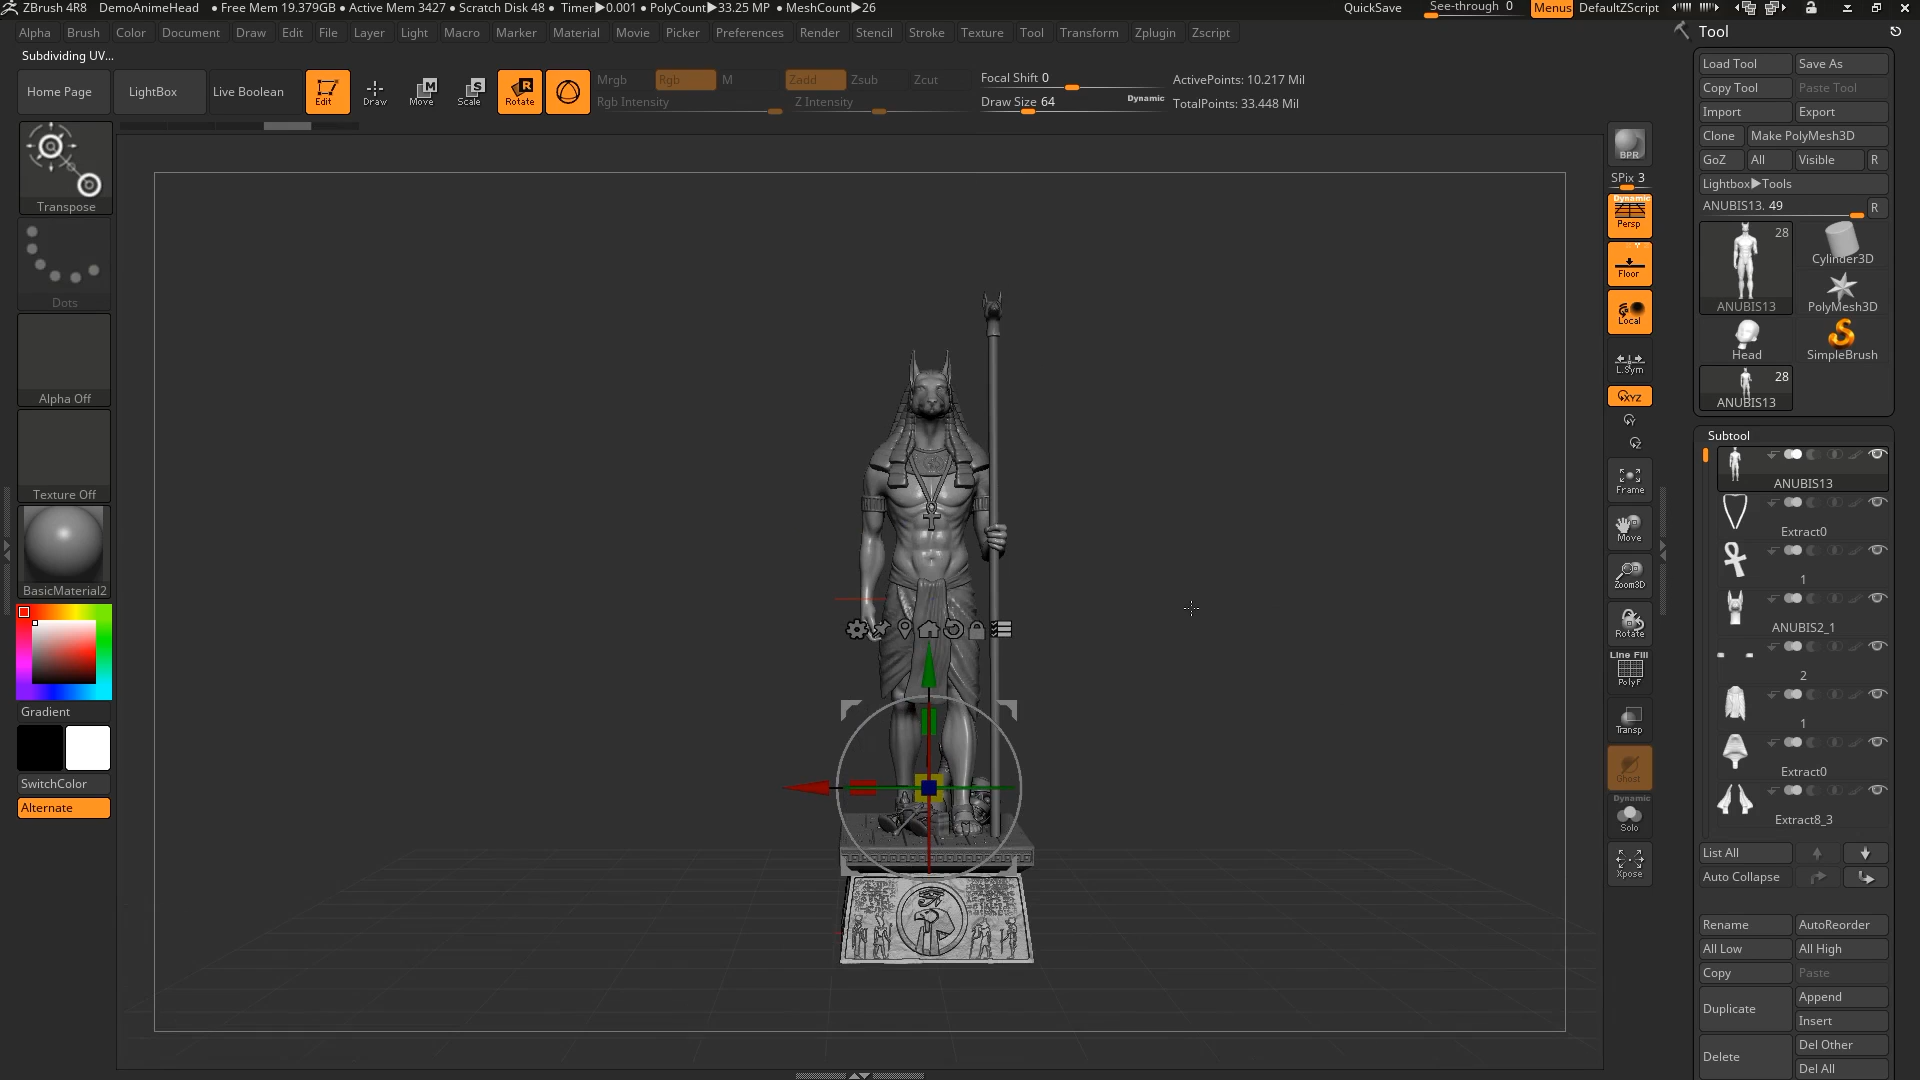 ZBrush 4R8 DemoAnimeHead • Free Mem 19.379GB • Active Mem 3427 • Scratch Disk 48 • Timer▶0.001 • PolyCount▶33.25 MP • MeshCount▶26 QuickSave See-through 0 Menus DefaultZScript
Alpha Brush Color Document Draw Edit File Layer Light Macro Marker Material Movie Picker Preferences Render Stencil Stroke Texture Tool Transform Zplugin Zscript
Subdividing UV...
Home Page LightBox Live Boolean Edit Draw Move Scale Rotate
Mrgb Rgb M Zadd Zsub Zcut
Rgb Intensity Z Intensity
Focal Shift 0
Draw Size 64 Dynamic
ActivePoints: 10.217 Mil
TotalPoints: 33.448 Mil
Transpose
Dots
Alpha Off
Texture Off
BasicMaterial2
Gradient
SwitchColor
Alternate
BPR
SPix 3
Dynamic
Persp
Floor
Local
L.Sym
XYZ
Y
Z
Frame
Move
Zoom3D
Rotate
Line Fill
PolyF
Transp
Ghost
Dynamic
Solo
Xpose
Tool
Load Tool Save As
Copy Tool Paste Tool
Import Export
Clone Make PolyMesh3D
GoZ All Visible R
Lightbox▶Tools
ANUBIS13. 49 R
28
Cylinder3D
ANUBIS13 PolyMesh3D
Head SimpleBrush
28
ANUBIS13
Subtool
ANUBIS13
Extract0
1
ANUBIS2_1
2
1
Extract0
Extract8_3
List All
Auto Collapse
Rename AutoReorder
All Low All High
Copy Paste
Duplicate Append
Insert
Delete Del Other
Del All